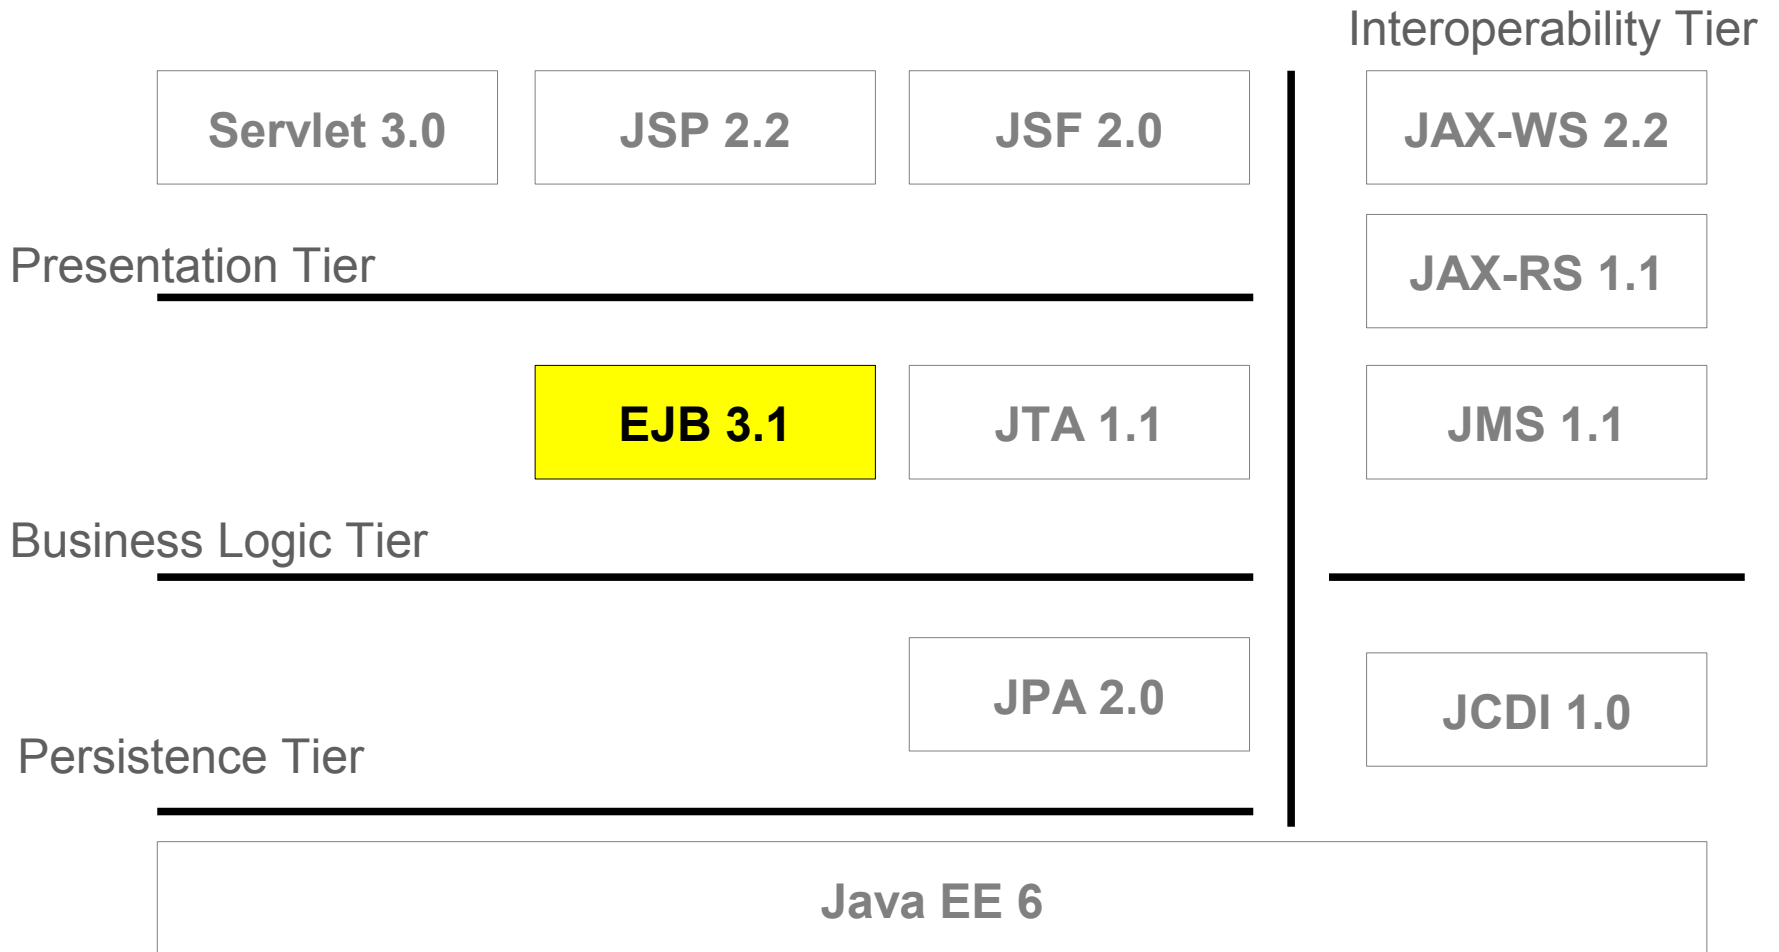 Interoperability Tier
Servlet 3.0
JSP 2.2
JSF 2.0
JAX-WS 2.2
Presentation Tier
JAX-RS 1.1
EJB 3.1
JTA 1.1
JMS 1.1
Business Logic Tier
JPA 2.0
JCDI 1.0
Persistence Tier
Java EE 6